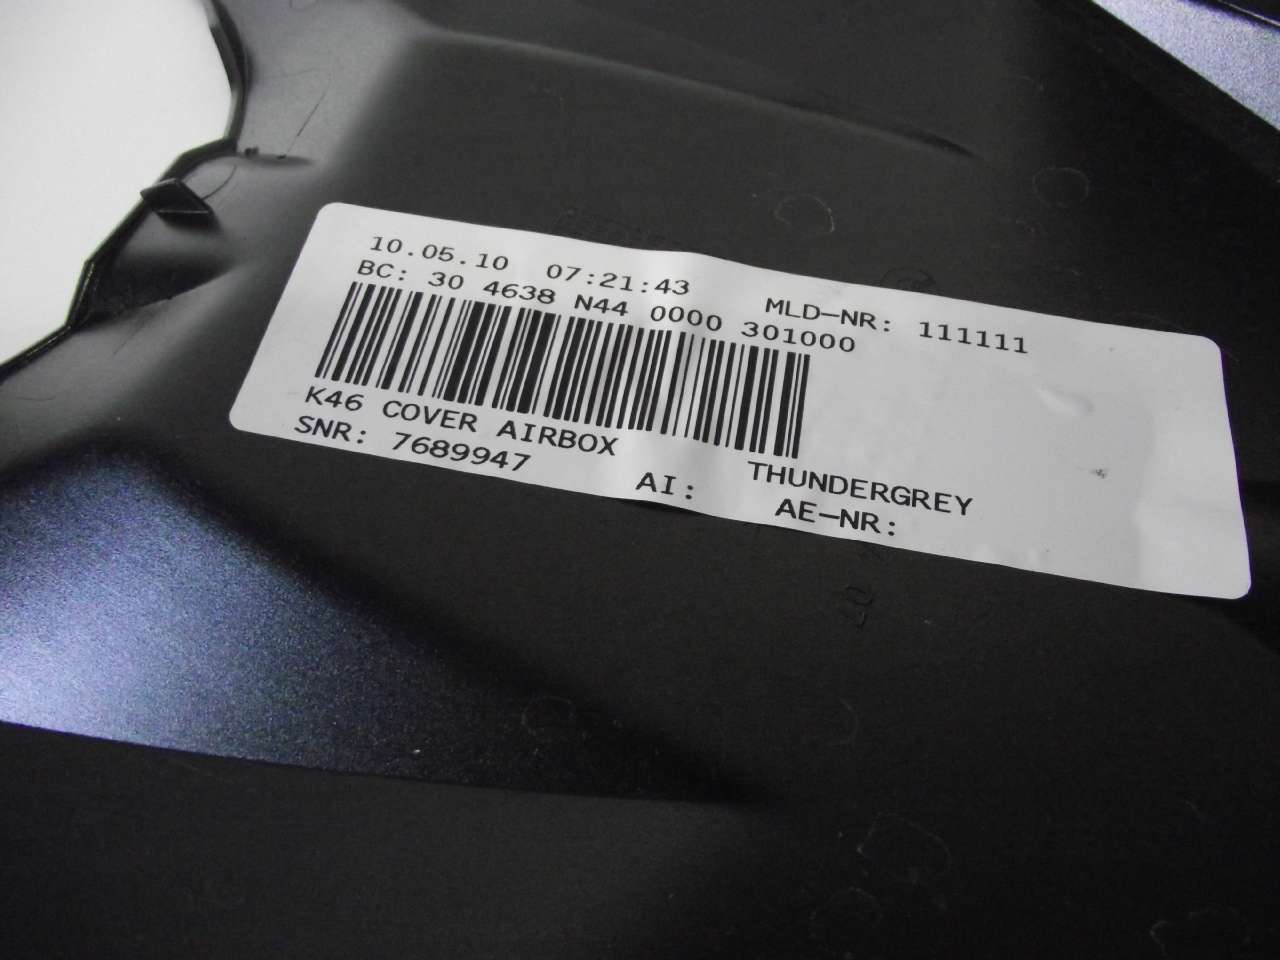 10.05.10 07:21:43 MLD-NR: 111111
BC: 30 4638 N44 0000 301000
K46 COVER AIRBOX THUNDERGREY
SNR: 7689947 AI: AE-NR: